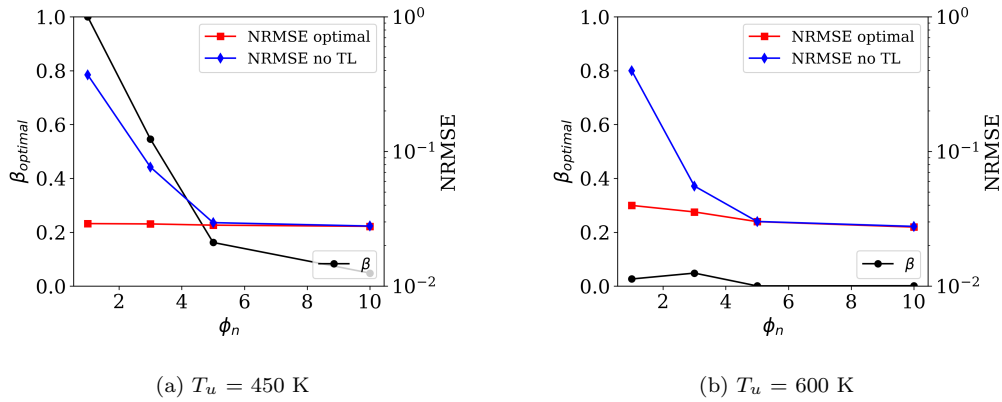 1.0
0.8
0.6
0.4
0.2
0.0
β_optimal
2 4 6 8 10
ϕ_n
10^0
10^−1
10^−2
NRMSE
NRMSE optimal
NRMSE no TL
β
(a) T_u = 450 K
1.0
0.8
0.6
0.4
0.2
0.0
β_optimal
2 4 6 8 10
ϕ_n
10^0
10^−1
10^−2
NRMSE
NRMSE optimal
NRMSE no TL
β
(b) T_u = 600 K